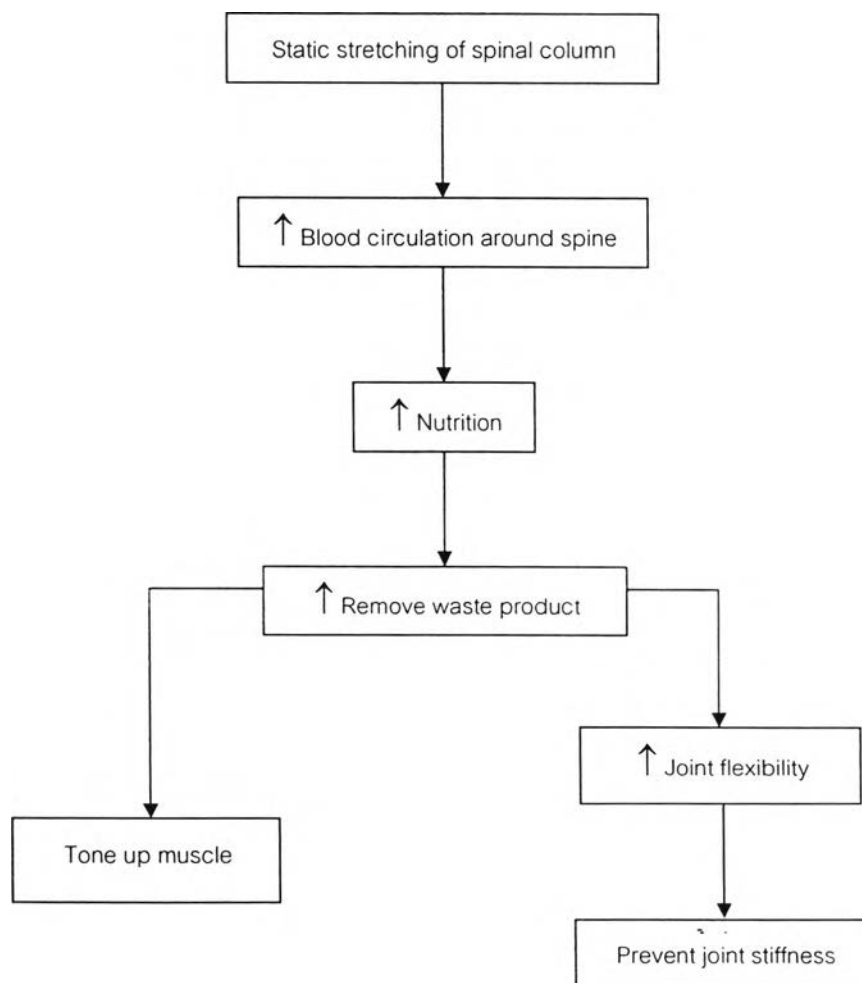 Static stretching of spinal column
↑ Blood circulation around spine
↑ Nutrition
↑ Remove waste product
↑ Joint flexibility
Tone up muscle
Prevent joint stiffness